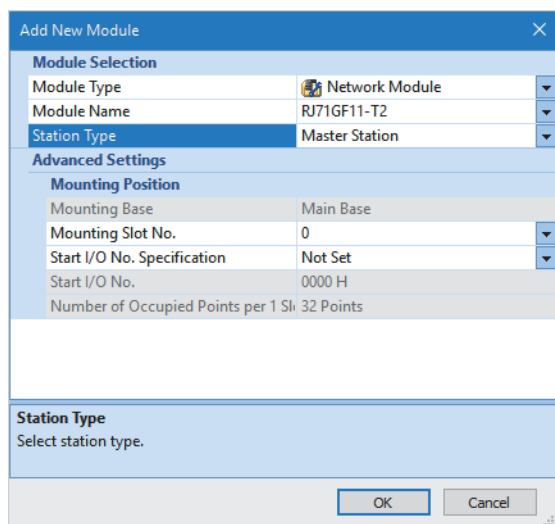 Add New Module
Module Selection
Module Type Network Module
Module Name RJ71GF11-T2
Station Type Master Station
Advanced Settings
Mounting Position
Mounting Base Main Base
Mounting Slot No. 0
Start I/O No. Specification Not Set
Start I/O No. 0000 H
Number of Occupied Points per 1 Sl 32 Points
Station Type
Select station type.
OK Cancel